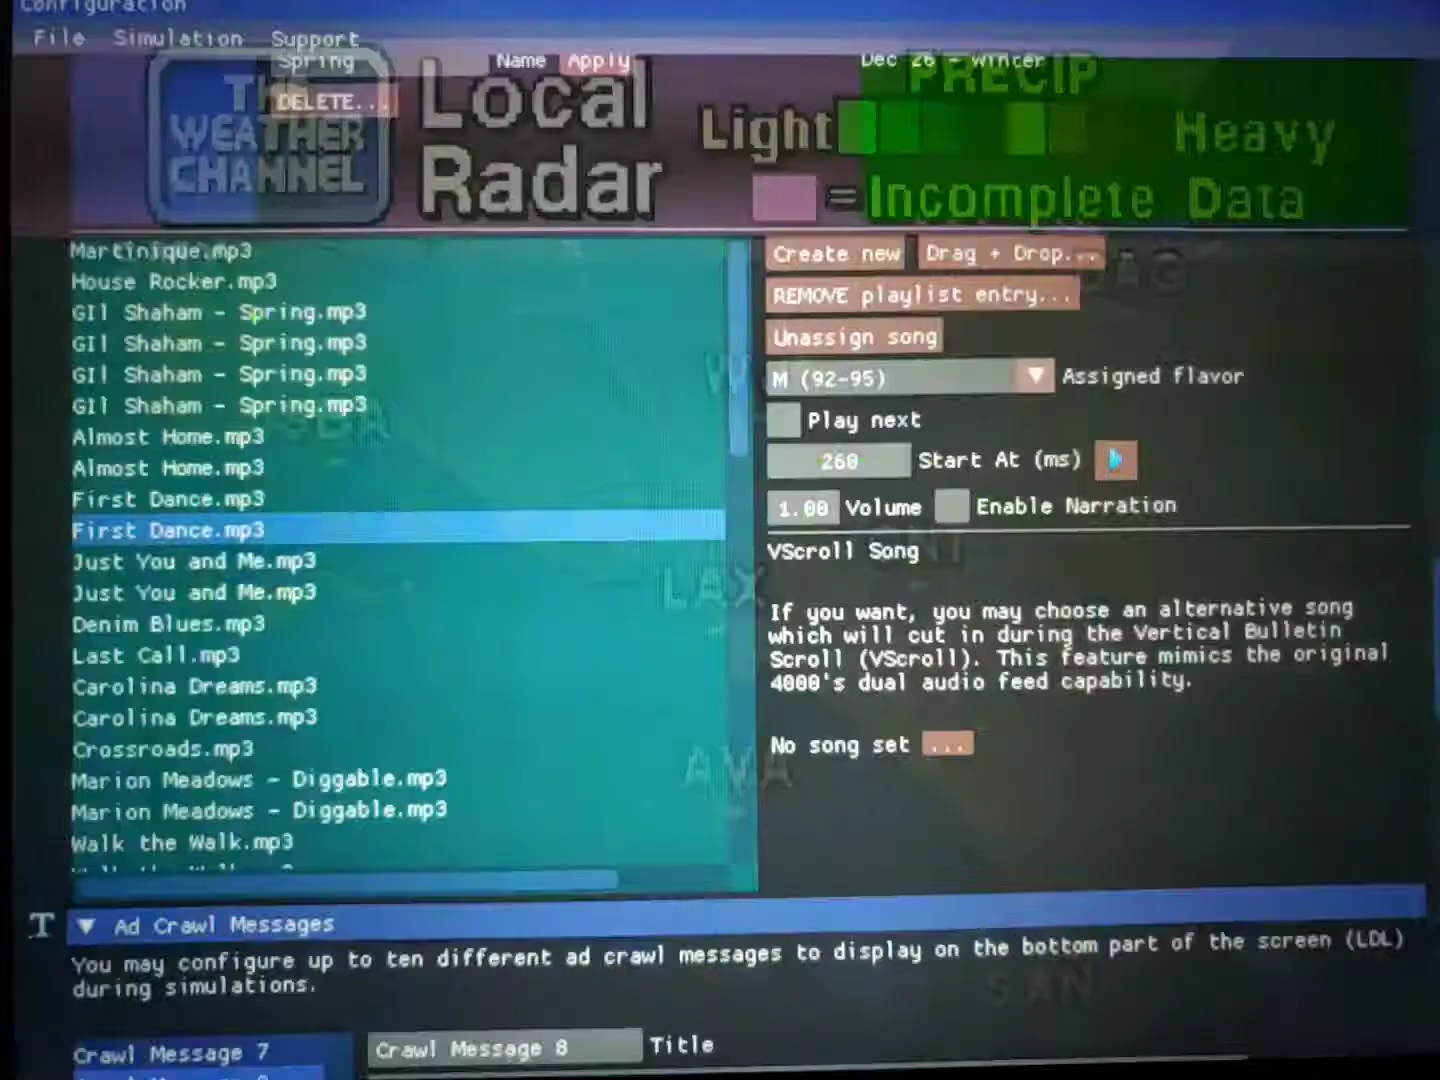 Configuration
File Simulation Support
Spring Name Apply Dec 26 - Winter
DELETE...
THE WEATHER CHANNEL
Local Radar
PRECIP
Light Heavy
= Incomplete Data
Martinique.mp3
House Rocker.mp3
GIl Shaham - Spring.mp3
GIl Shaham - Spring.mp3
GIl Shaham - Spring.mp3
GIl Shaham - Spring.mp3
Almost Home.mp3
Almost Home.mp3
First Dance.mp3
First Dance.mp3
Just You and Me.mp3
Just You and Me.mp3
Denim Blues.mp3
Last Call.mp3
Carolina Dreams.mp3
Carolina Dreams.mp3
Crossroads.mp3
Marion Meadows - Diggable.mp3
Marion Meadows - Diggable.mp3
Walk the Walk.mp3
Create new Drag + Drop...
REMOVE playlist entry...
Unassign song
M (92-95) Assigned flavor
Play next
260 Start At (ms)
1.00 Volume Enable Narration
VScroll Song
If you want, you may choose an alternative song
which will cut in during the Vertical Bulletin
Scroll (VScroll). This feature mimics the original
4000's dual audio feed capability.
No song set ...
LAX
AVA
SAN
T
Ad Crawl Messages
You may configure up to ten different ad crawl messages to display on the bottom part of the screen (LDL)
during simulations.
Crawl Message 7
Crawl Message 8 Title